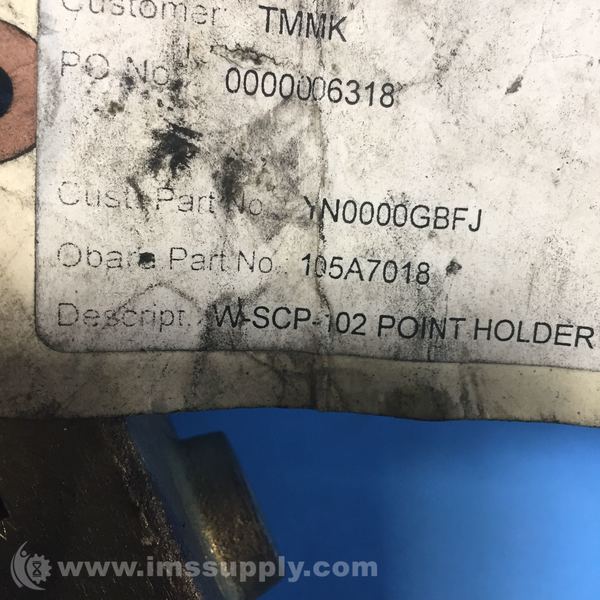 Customer: TMMK
PO No. 0000006318
Cust. Part No. YN0000GBFJ
Obara Part No.: 105A7018
Descript.: W-SCP-102 POINT HOLDER
www.imssupply.com